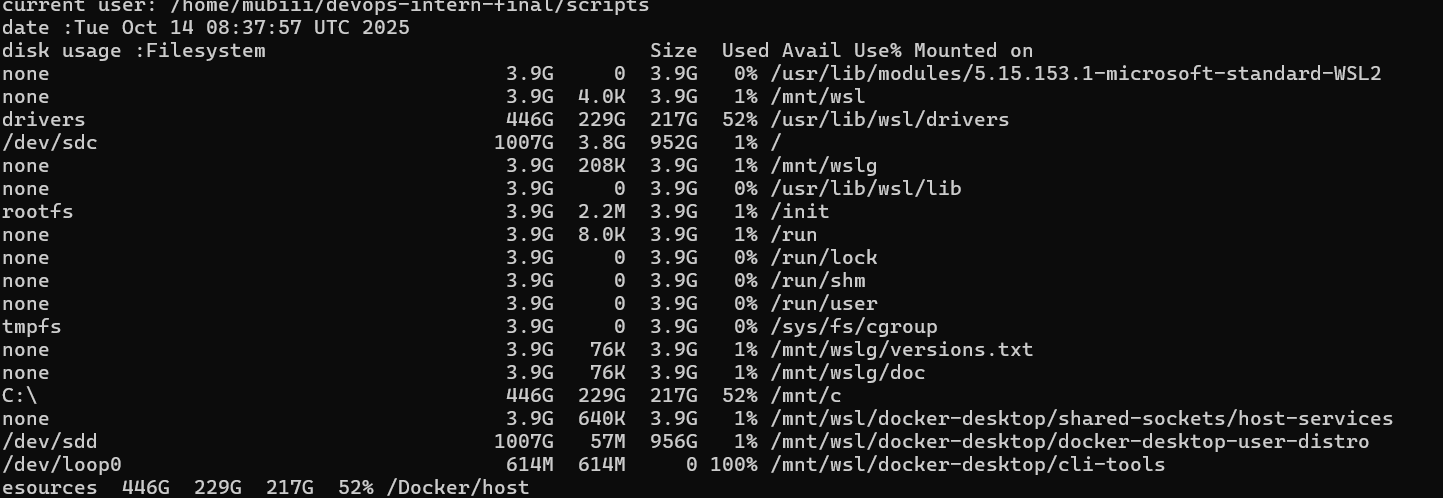 current user: /home/mubiii/devops-intern-final/scripts
date :Tue Oct 14 08:37:57 UTC 2025
disk usage :Filesystem                                Size  Used Avail Use% Mounted on
none                                      3.9G     0  3.9G   0% /usr/lib/modules/5.15.153.1-microsoft-standard-WSL2
none                                      3.9G  4.0K  3.9G   1% /mnt/wsl
drivers                                   446G  229G  217G  52% /usr/lib/wsl/drivers
/dev/sdc                                 1007G  3.8G  952G   1% /
none                                      3.9G  208K  3.9G   1% /mnt/wslg
none                                      3.9G     0  3.9G   0% /usr/lib/wsl/lib
rootfs                                    3.9G  2.2M  3.9G   1% /init
none                                      3.9G  8.0K  3.9G   1% /run
none                                      3.9G     0  3.9G   0% /run/lock
none                                      3.9G     0  3.9G   0% /run/shm
none                                      3.9G     0  3.9G   0% /run/user
tmpfs                                     3.9G     0  3.9G   0% /sys/fs/cgroup
none                                      3.9G   76K  3.9G   1% /mnt/wslg/versions.txt
none                                      3.9G   76K  3.9G   1% /mnt/wslg/doc
C:\                                       446G  229G  217G  52% /mnt/c
none                                      3.9G  640K  3.9G   1% /mnt/wsl/docker-desktop/shared-sockets/host-services
/dev/sdd                                 1007G   57M  956G   1% /mnt/wsl/docker-desktop/docker-desktop-user-distro
/dev/loop0                                614M  614M     0 100% /mnt/wsl/docker-desktop/cli-tools
esources  446G  229G  217G  52% /Docker/host